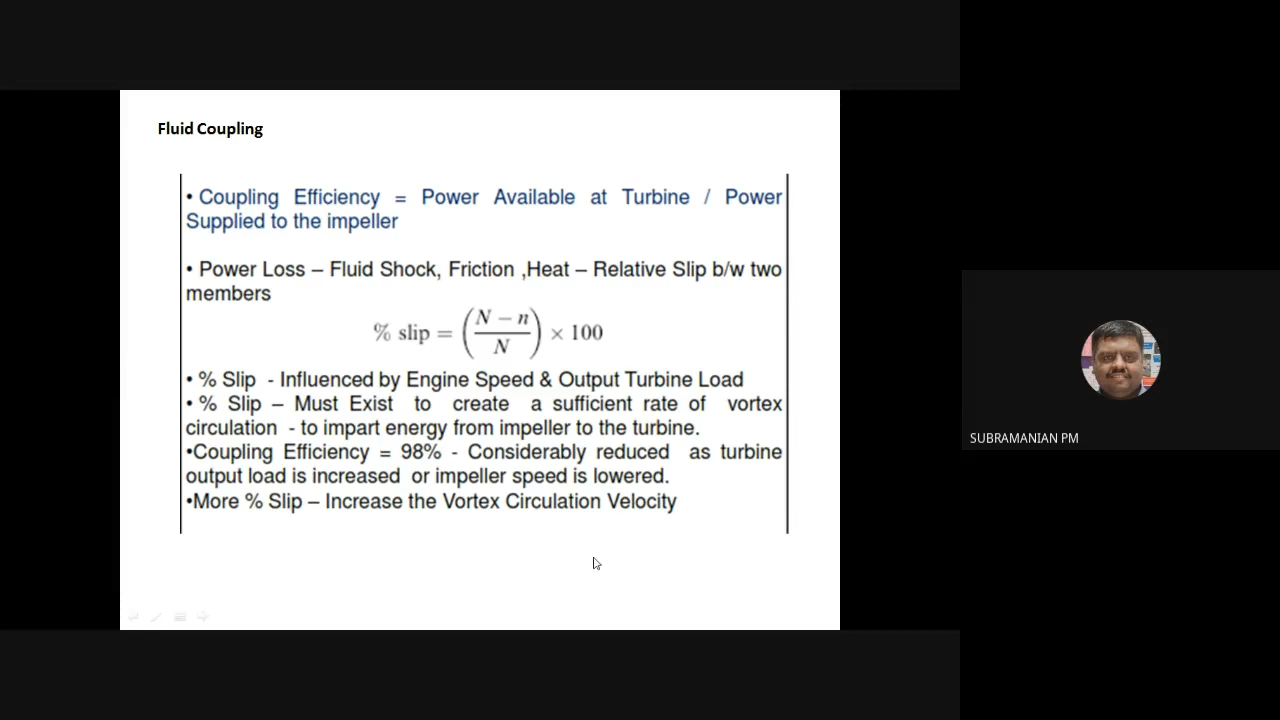 Fluid Coupling
• Coupling Efficiency = Power Available at Turbine / Power
Supplied to the impeller
• Power Loss – Fluid Shock, Friction ,Heat – Relative Slip b/w two
members
% slip = (N − n / N) × 100
• % Slip - Influenced by Engine Speed & Output Turbine Load
• % Slip – Must Exist to create a sufficient rate of vortex
circulation - to impart energy from impeller to the turbine.
•Coupling Efficiency = 98% - Considerably reduced as turbine
output load is increased or impeller speed is lowered.
•More % Slip – Increase the Vortex Circulation Velocity
SUBRAMANIAN PM